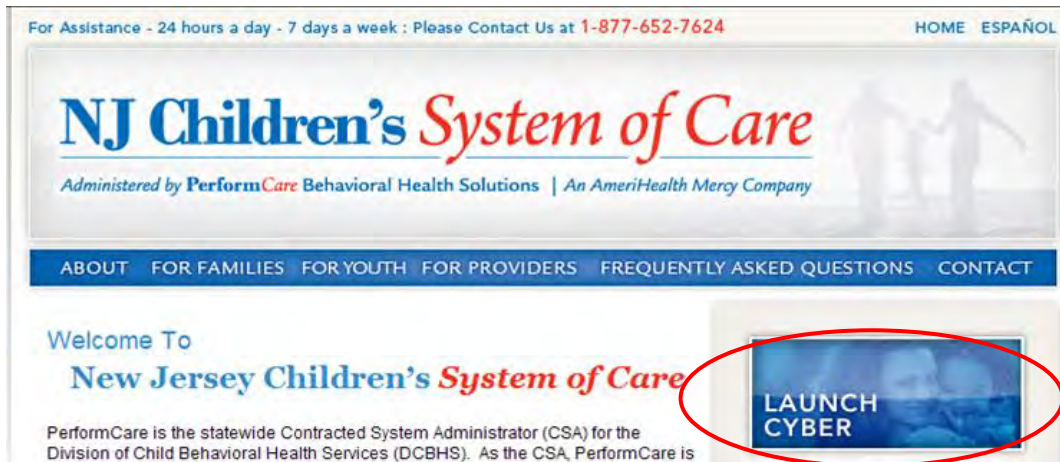 For Assistance - 24 hours a day - 7 days a week : Please Contact Us at 1-877-652-7624
HOME ESPAÑOL
NJ Children's System of Care
Administered by PerformCare Behavioral Health Solutions | An AmeriHealth Mercy Company
ABOUT FOR FAMILIES FOR YOUTH FOR PROVIDERS FREQUENTLY ASKED QUESTIONS CONTACT
Welcome To
New Jersey Children's System of Care
PerformCare is the statewide Contracted System Administrator (CSA) for the
Division of Child Behavioral Health Services (DCBHS). As the CSA, PerformCare is
LAUNCH
CYBER